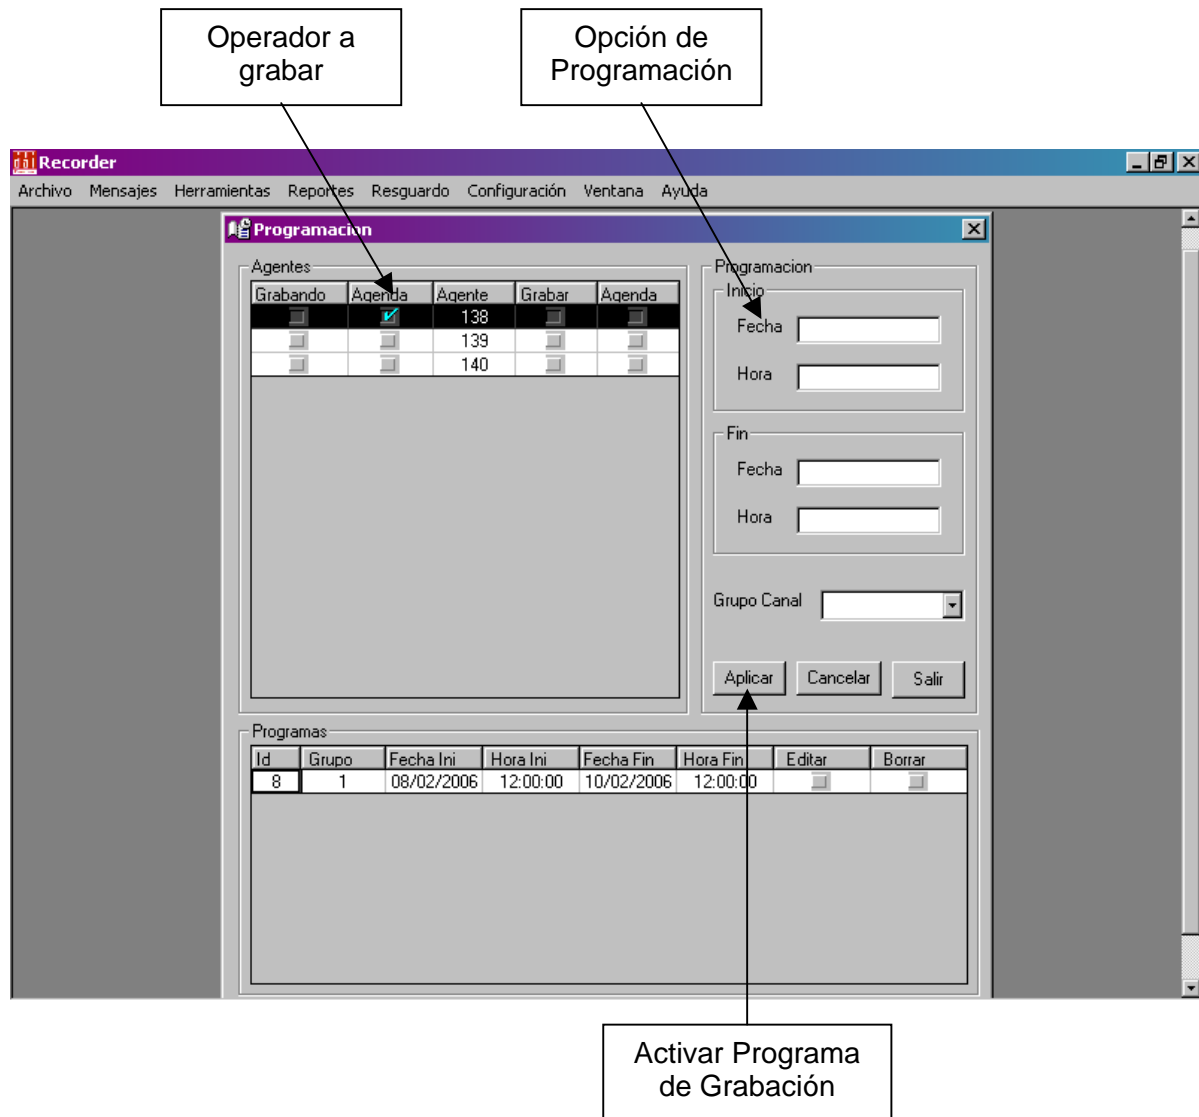 Operador a
grabar
Opción de
Programación
Recorder
Archivo Mensajes Herramientas Reportes Resguardo Configuración Ventana Ayuda
Programacion
Agentes
Grabando Agenda Agente Grabar Agenda
138
139
140
Programacion
Inicio
Fecha
Hora
Fin
Fecha
Hora
Grupo Canal
Aplicar Cancelar Salir
Programas
Id Grupo Fecha Ini Hora Ini Fecha Fin Hora Fin Editar Borrar
8 1 08/02/2006 12:00:00 10/02/2006 12:00:00
Activar Programa
de Grabación